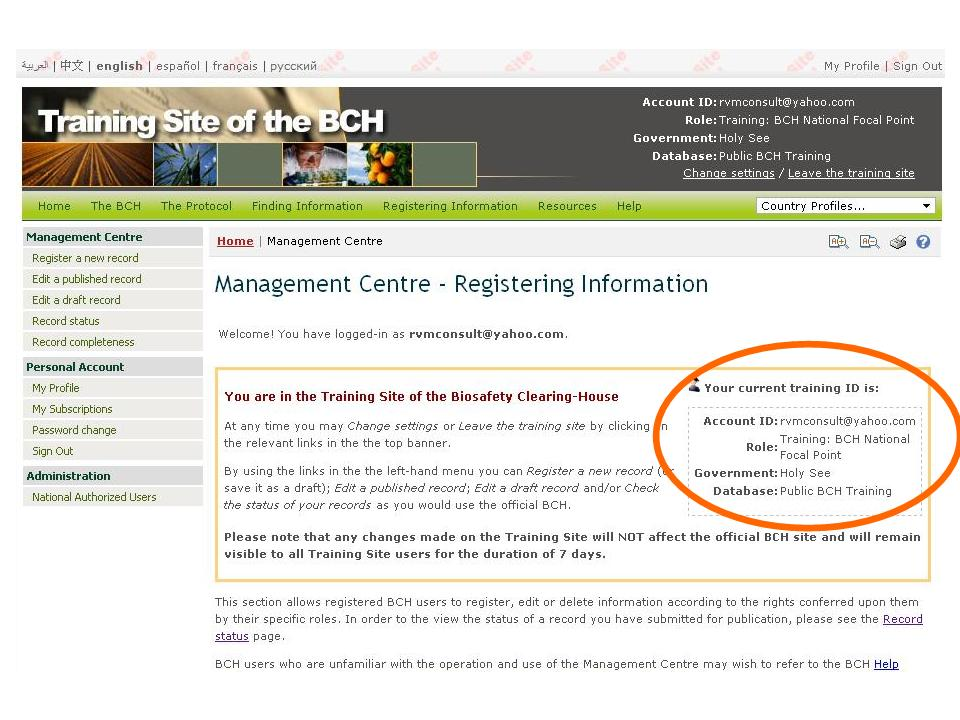 العربية | 中文 | english | español | français | русский
My Profile | Sign Out
Training Site of the BCH
Account ID: rvmconsult@yahoo.com
Role: Training: BCH National Focal Point
Government: Holy See
Database: Public BCH Training
Change settings / Leave the training site
Home The BCH The Protocol Finding Information Registering Information Resources Help Country Profiles...
Management Centre
Register a new record
Edit a published record
Edit a draft record
Record status
Record completeness
Personal Account
My Profile
My Subscriptions
Password change
Sign Out
Administration
National Authorized Users
Home | Management Centre
Management Centre - Registering Information
Welcome! You have logged-in as rvmconsult@yahoo.com.
You are in the Training Site of the Biosafety Clearing-House
At any time you may Change settings or Leave the training site by clicking on
the relevant links in the the top banner.
By using the links in the the left-hand menu you can Register a new record (or
save it as a draft); Edit a published record; Edit a draft record and/or Check
the status of your records as you would use the official BCH.
Your current training ID is:
Account ID: rvmconsult@yahoo.com
Role: Training: BCH National
Focal Point
Government: Holy See
Database: Public BCH Training
Please note that any changes made on the Training Site will NOT affect the official BCH site and will remain
visible to all Training Site users for the duration of 7 days.
This section allows registered BCH users to register, edit or delete information according to the rights conferred upon them
by their specific roles. In order to the view the status of a record you have submitted for publication, please see the Record
status page.
BCH users who are unfamiliar with the operation and use of the Management Centre may wish to refer to the BCH Help